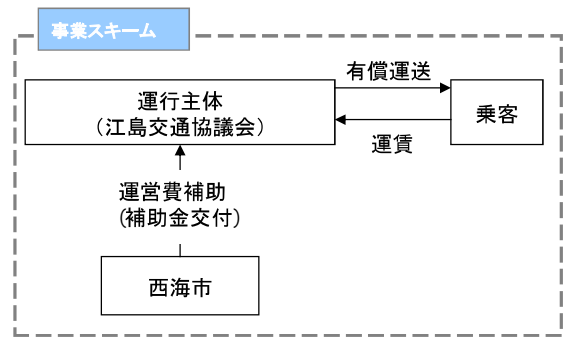 事業スキーム
有償運送
運行主体
（江島交通協議会）
乗客
運賃
運営費補助
(補助金交付)
西海市